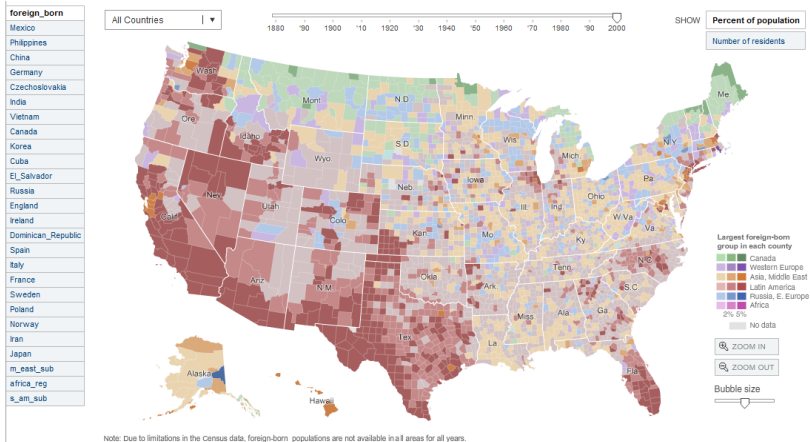 foreign_born
Mexico
Philippines
China
Germany
Czechoslovakia
India
Vietnam
Canada
Korea
Cuba
El_Salvador
Russia
England
Ireland
Dominican_Republic
Spain
Italy
France
Sweden
Poland
Norway
Iran
Japan
m_east_sub
africa_reg
s_am_sub
All Countries
1880 '90 1900 '10 1920 '30 1940 '50 1960 '70 '80 '90 2000
SHOW Percent of population
Number of residents
Wash
Mont
N.D.
Minn
Me
Ore
Idaho
Wyo
S.D.
Wis
Mich
N.Y.
Nev
Utah
Colo
Neb
Iowa
Ill
Ind
Ohio
Pa
Calif
Kan
Mo
Ky
W.Va
Va
Ariz
N.M.
Okla
Ark
Tenn
N.C.
S.C.
Tex
La
Miss
Ala
Ga
Fla
Alaska
Hawaii
Largest foreign-born
group in each county
Canada
Western Europe
Asia, Middle East
Latin America
Russia, E. Europe
Africa
2% 5%
No data
ZOOM IN
ZOOM OUT
Bubble size
Note: Due to limitations in the Census data, foreign-born populations are not available in all areas for all years.